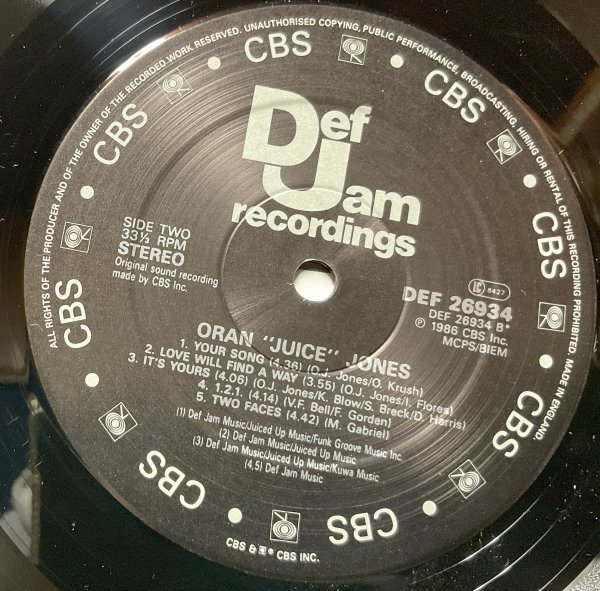 ALL RIGHTS OF THE PRODUCER AND OF THE OWNER OF THE RECORDED WORK RESERVED. UNAUTHORISED COPYING, PUBLIC PERFORMANCE, BROADCASTING, HIRING OR RENTAL OF THIS RECORDING PROHIBITED. MADE IN ENGLAND
CBS
CBS
CBS
CBS
CBS
CBS
CBS
CBS
CBS
Def
Jam
recordings
SIDE TWO
33⅓ RPM
STEREO
Original sound recording
made by CBS Inc.
LC 8427
DEF 26934
DEF 26934 B*
℗ 1986 CBS Inc.
MCPS/BIEM
ORAN "JUICE" JONES
1. YOUR SONG (4.36) (O.J. Jones/O. Krush)
2. LOVE WILL FIND A WAY (3.55) (O.J. Jones/I. Flores)
3. IT'S YOURS (4.06) (O.J. Jones/K. Blow/S. Breck/D. Harris)
4. 1.2.1. (4.14) (V.F. Bell/F. Gorden)
5. TWO FACES (4.42) (M. Gabriel)
(1) Def Jam Music/Juiced Up Music/Funk Groove Music Inc.
(2) Def Jam Music/Juiced Up Music
(3) Def Jam Music/Juiced Up Music/Kuwa Music
(4,5) Def Jam Music
CBS & ® CBS INC.